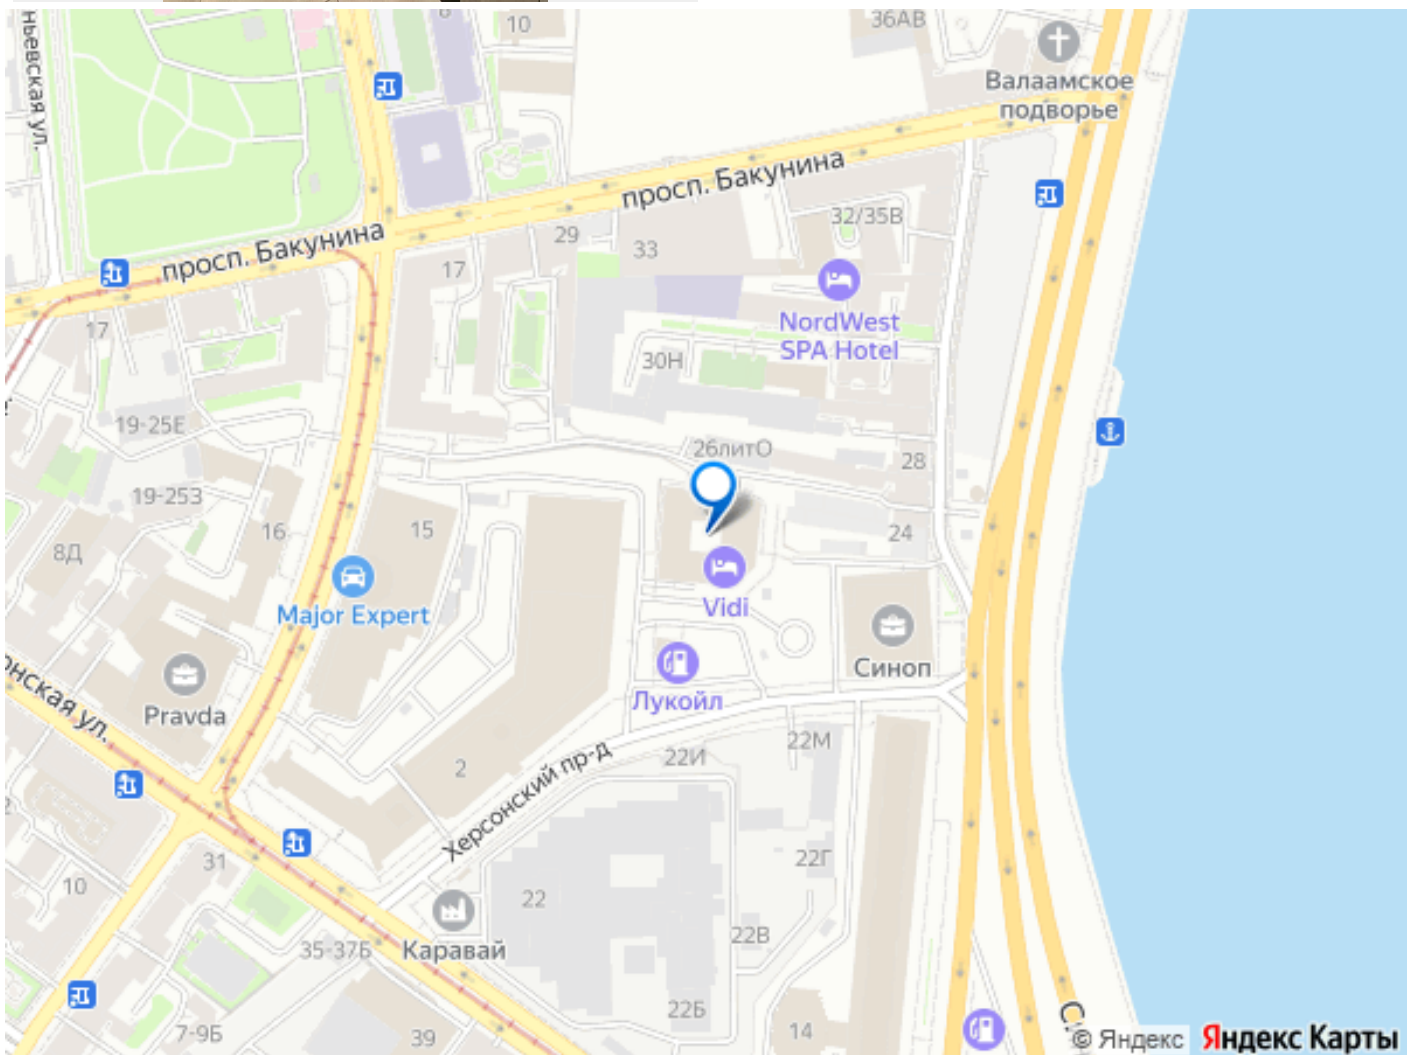 10
36АВ
Валаамское
подворье
ньевская ул.
просп. Бакунина
32/35В
просп. Бакунина
29
33
17
NordWest
SPA Hotel
17
30Н
19-25Е
26литО
28
19-253
16
15
24
8Д
Major Expert
Vidi
Синоп
Pravda
Лукойл
онская ул.
22М
22И
2
Херсонский пр-д
31
22Г
10
22
35-37Б
Каравай
22В
22Б
7-9Б
39
14
© Яндекс
Яндекс Карты